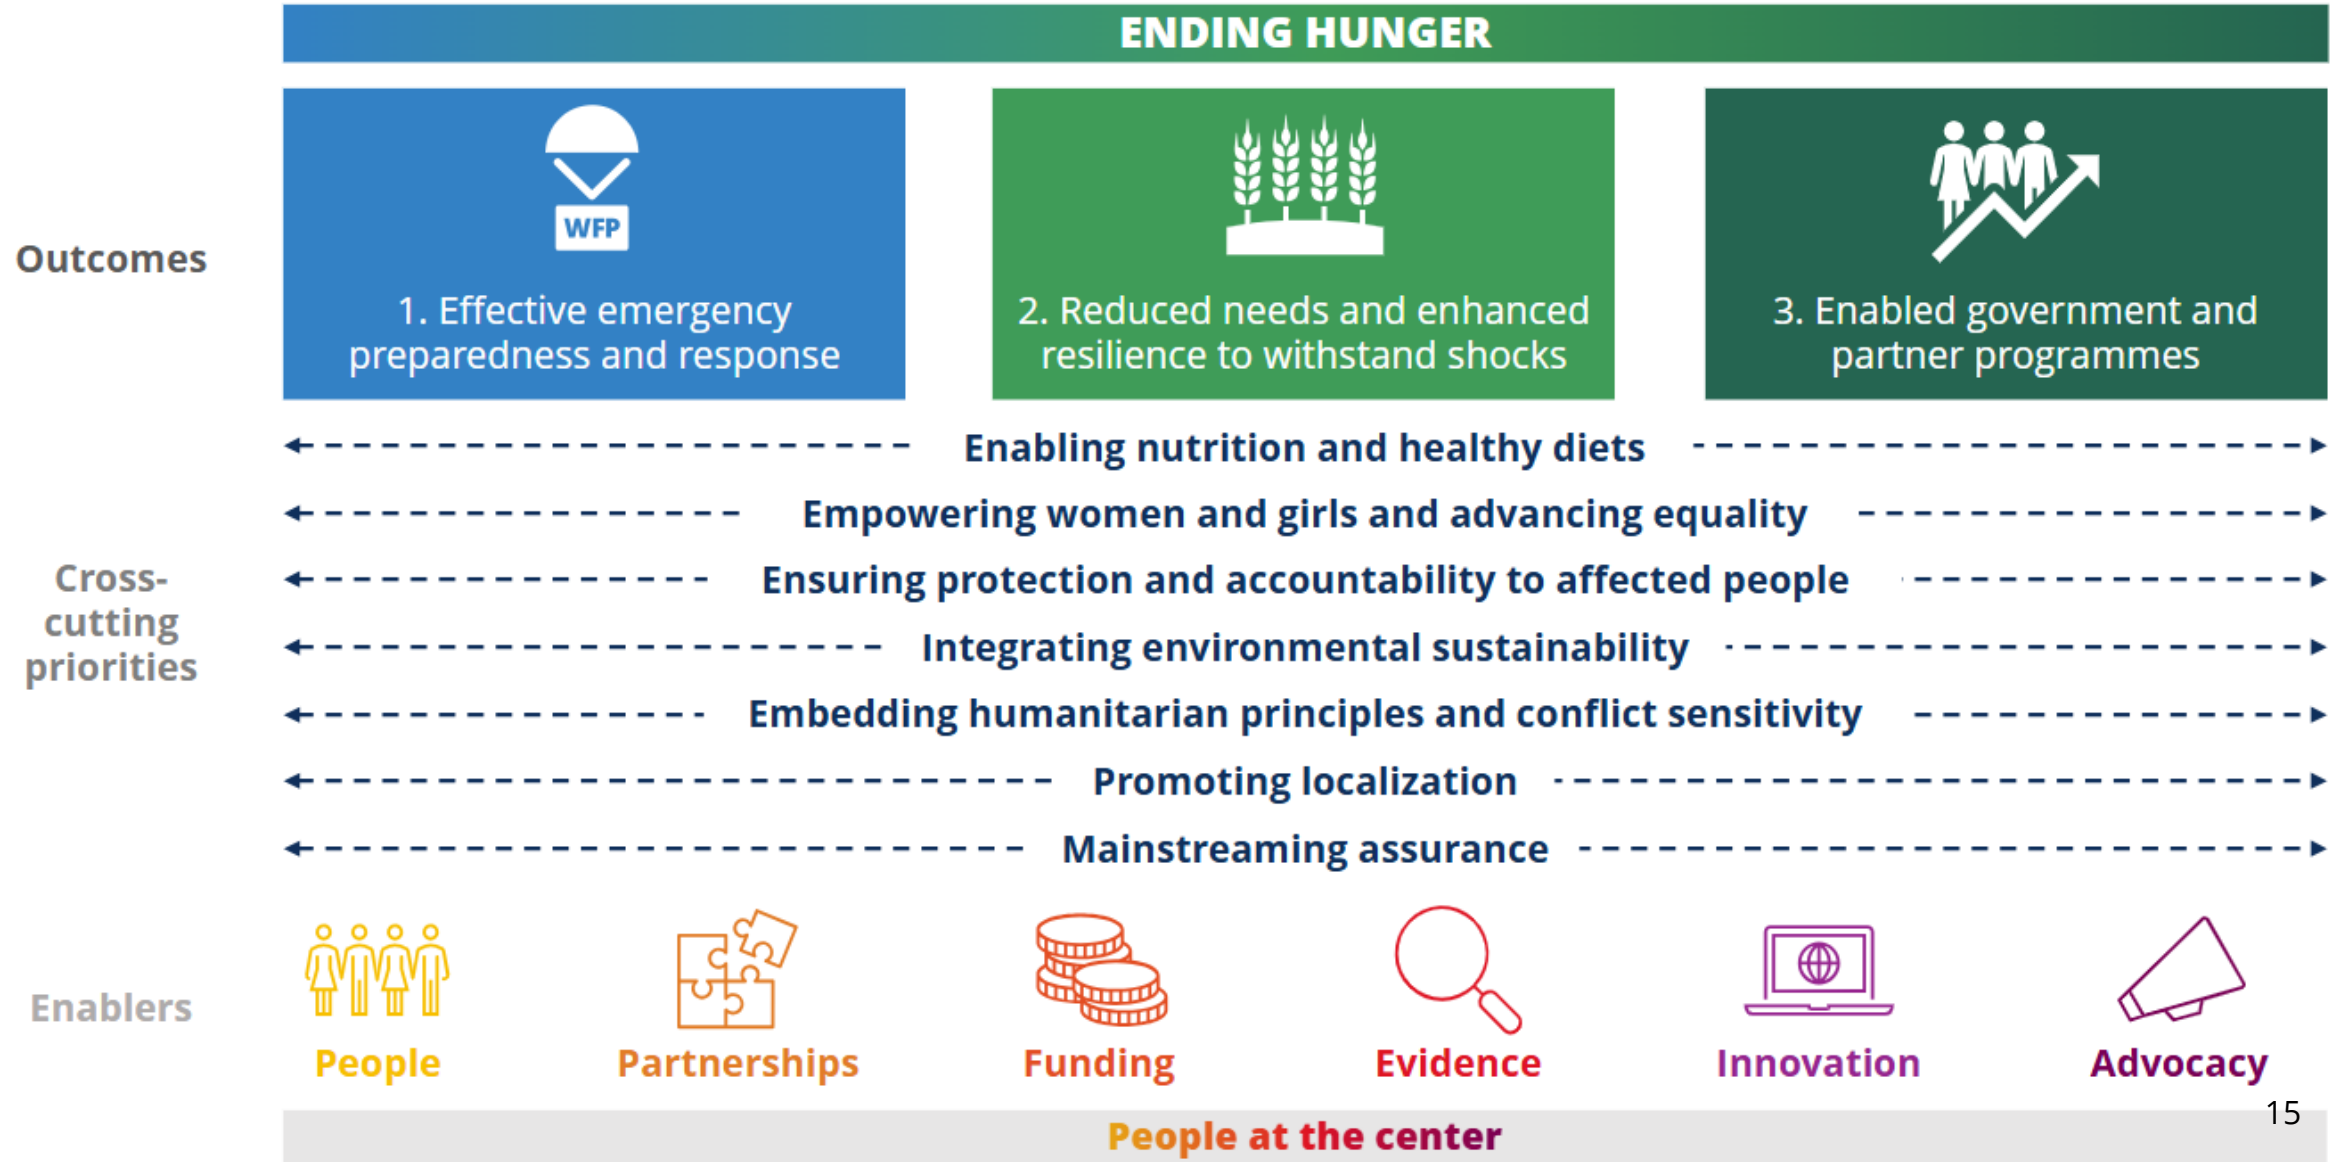 ENDING HUNGER
Outcomes
WFP
1. Effective emergency
preparedness and response
2. Reduced needs and enhanced
resilience to withstand shocks
3. Enabled government and
partner programmes
Cross-
cutting
priorities
Enabling nutrition and healthy diets
Empowering women and girls and advancing equality
Ensuring protection and accountability to affected people
Integrating environmental sustainability
Embedding humanitarian principles and conflict sensitivity
Promoting localization
Mainstreaming assurance
Enablers
People
Partnerships
Funding
Evidence
Innovation
Advocacy
15
People at the center